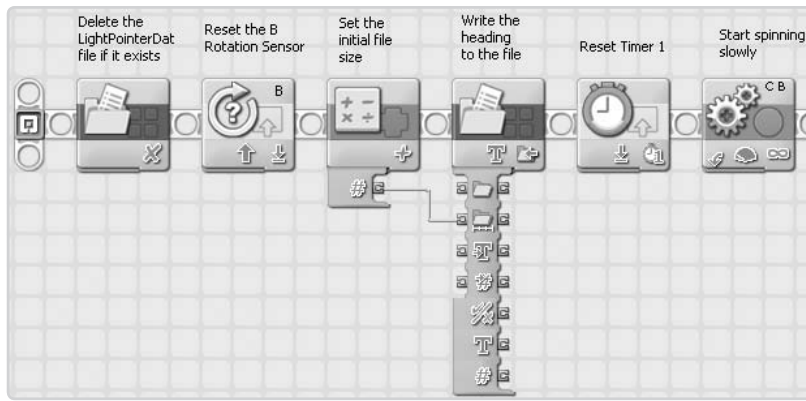 Delete the
LightPointerDat
file if it exists
Reset the B
Rotation Sensor
Set the
initial file
size
Write the
heading
to the file
Reset Timer 1
Start spinning
slowly
B
C B
T
1
#
T
#
T
#